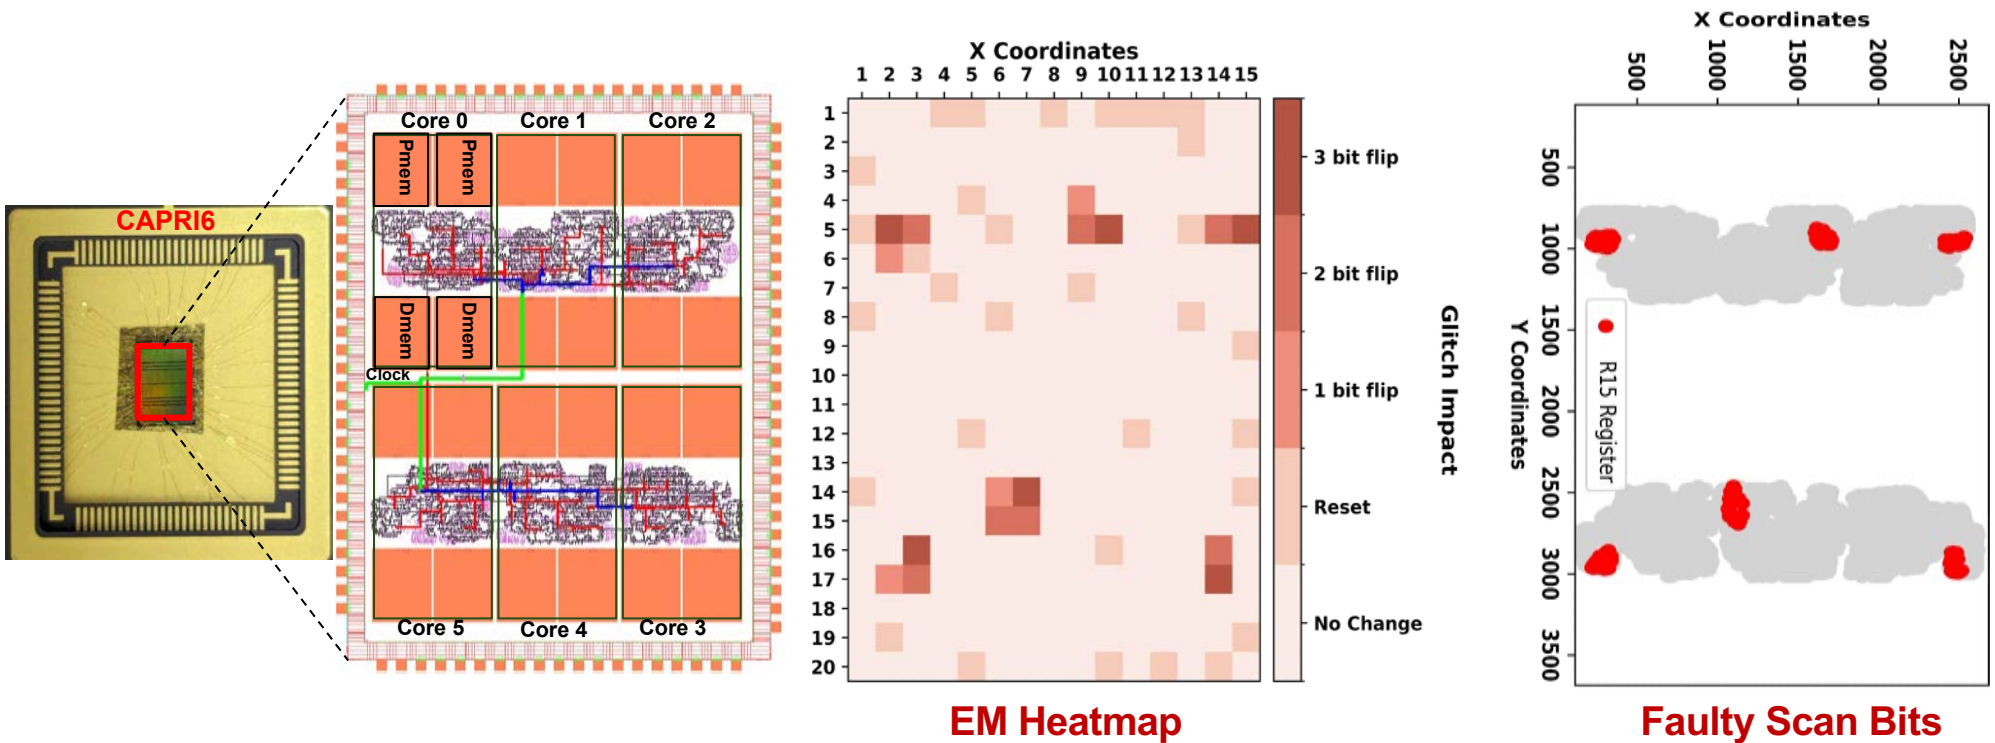 CAPRI6
Core 0
Core 1
Core 2
Pmem
Pmem
Dmem
Dmem
Clock
Core 5
Core 4
Core 3
X Coordinates
1 2 3 4 5 6 7 8 9 10 11 12 13 14 15
1
2
3
4
5
6
7
8
9
10
11
12
13
14
15
16
17
18
19
20
3 bit flip
2 bit flip
1 bit flip
Reset
No Change
Glitch Impact
EM Heatmap
X Coordinates
500 1000 1500 2000 2500
Y Coordinates
500
1000
1500
2000
2500
3000
3500
R15 Register
Faulty Scan Bits